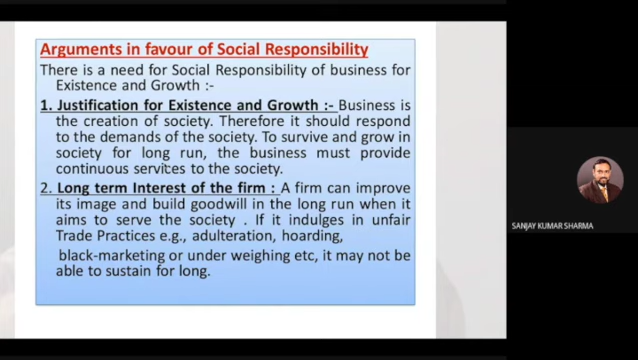 Arguments in favour of Social Responsibility
There is a need for Social Responsibility of business for
Existence and Growth :-
1. Justification for Existence and Growth :- Business is
the creation of society. Therefore it should respond
to the demands of the society. To survive and grow in
society for long run, the business must provide
continuous services to the society.
2. Long term Interest of the firm : A firm can improve
its image and build goodwill in the long run when it
aims to serve the society . If it indulges in unfair
Trade Practices e.g., adulteration, hoarding,
black-marketing or under weighing etc, it may not be
able to sustain for long.
SANJAY KUMAR SHARMA